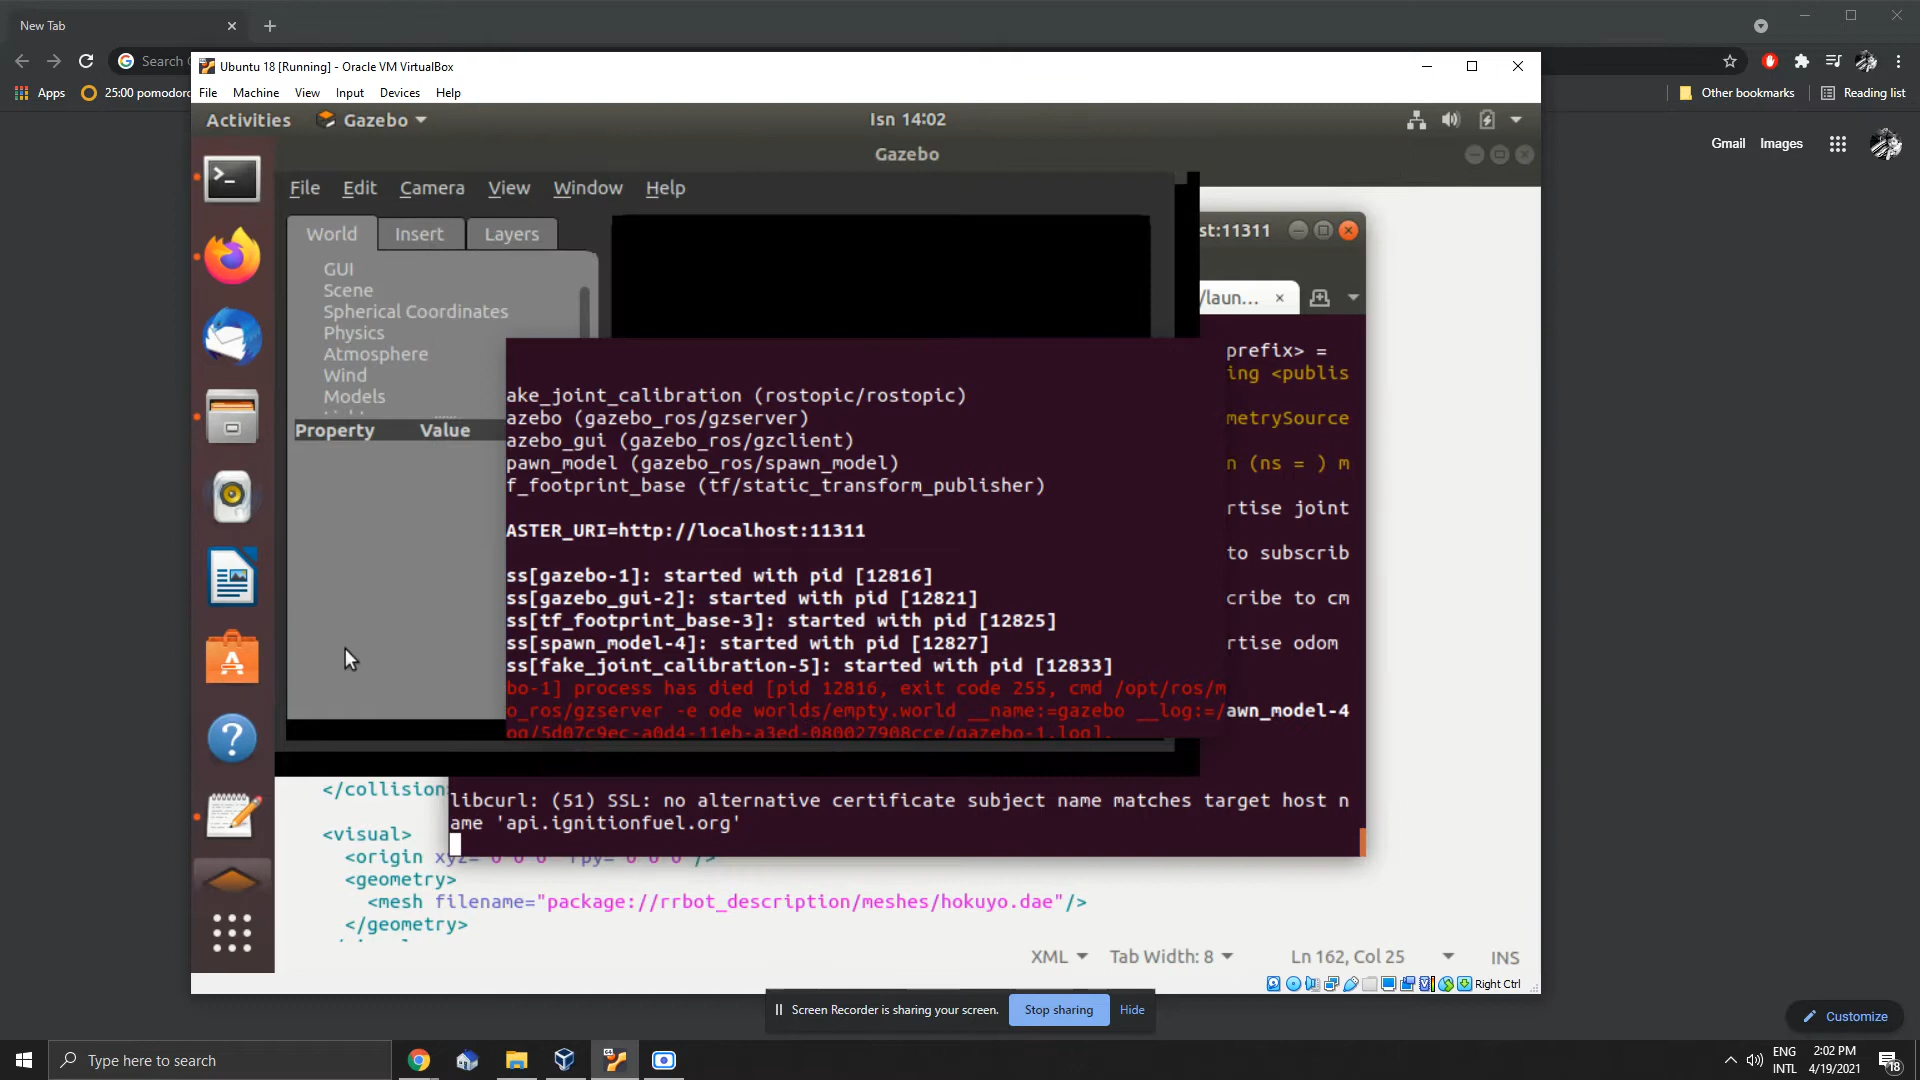 New Tab
Search
Apps
25:00 pomodoro
Other bookmarks
Reading list
Gmail
Images
Ubuntu 18 [Running] - Oracle VM VirtualBox
File Machine View Input Devices Help
Activities
Gazebo
Isn 14:02
Gazebo
File Edit Camera View Window Help
World Insert Layers
GUI
Scene
Spherical Coordinates
Physics
Atmosphere
Wind
Models
Property Value
st:11311
/laun...
prefix> =
ing <publis
metrySource
n (ns = ) m
rtise joint
to subscrib
cribe to cm
rtise odom
awn_model-4
ake_joint_calibration (rostopic/rostopic)
azebo (gazebo_ros/gzserver)
azebo_gui (gazebo_ros/gzclient)
pawn_model (gazebo_ros/spawn_model)
f_footprint_base (tf/static_transform_publisher)
ASTER_URI=http://localhost:11311
ss[gazebo-1]: started with pid [12816]
ss[gazebo_gui-2]: started with pid [12821]
ss[tf_footprint_base-3]: started with pid [12825]
ss[spawn_model-4]: started with pid [12827]
ss[fake_joint_calibration-5]: started with pid [12833]
bo-1] process has died [pid 12816, exit code 255, cmd /opt/ros/m
o_ros/gzserver -e ode worlds/empty.world __name:=gazebo __log:=/
og/5d07c9ec-a0d4-11eb-a3ed-080027908cce/gazebo-1.log].
libcurl: (51) SSL: no alternative certificate subject name matches target host n
ame 'api.ignitionfuel.org'
</collision
<visual>
<origin xyz="0 0 0" rpy="0 0 0"/>
<geometry>
<mesh filename="package://rrbot_description/meshes/hokuyo.dae"/>
</geometry>
XML Tab Width: 8 Ln 162, Col 25 INS
Right Ctrl
Screen Recorder is sharing your screen.
Stop sharing
Hide
Customize
Type here to search
ENG
INTL
2:02 PM
4/19/2021
18